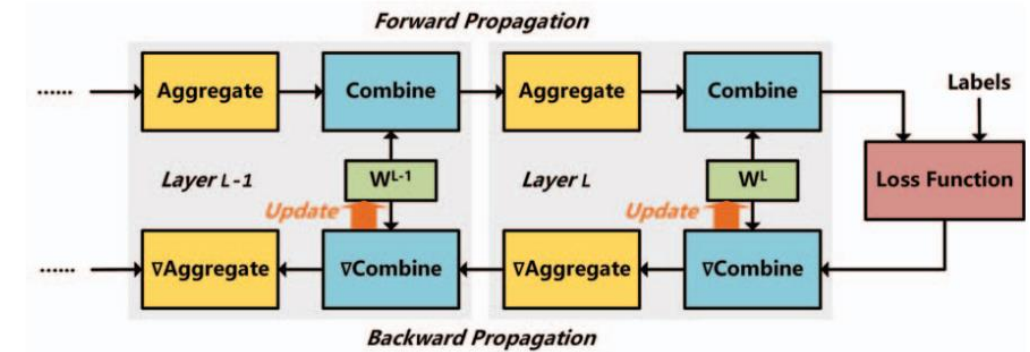 Forward Propagation
...... Aggregate Combine Aggregate Combine Labels
Layer L-1 W^L-1 Layer L W^L Loss Function
Update Update
...... ∇Aggregate ∇Combine ∇Aggregate ∇Combine
Backward Propagation